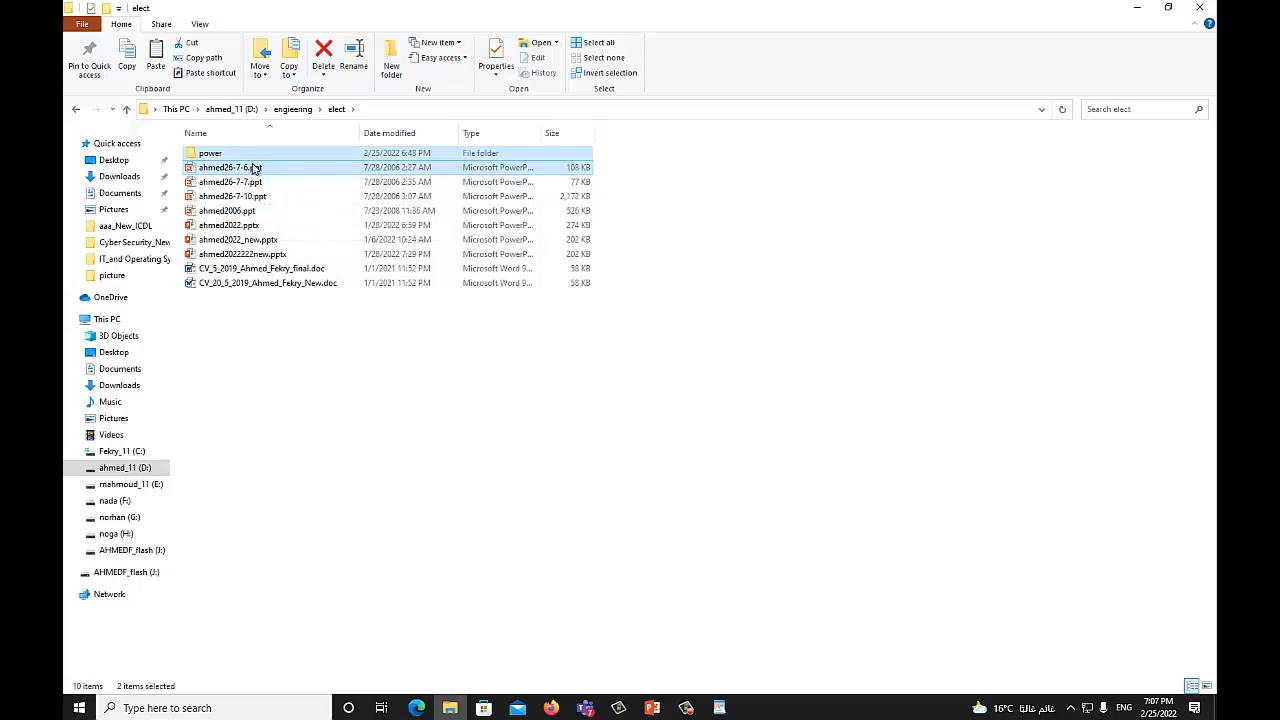 elect
File Home Share View
Pin to Quick access
Copy
Paste
Cut
Copy path
Paste shortcut
Clipboard
Move to
Copy to
Delete
Rename
Organize
New folder
New item
Easy access
New
Properties
Open
Edit
History
Open
Select all
Select none
Invert selection
Select
This PC > ahmed_11 (D:) > engieering > elect >
Search elect
Name Date modified Type Size
power 2/25/2022 6:48 PM File folder
ahmed26-7-6.ppt 7/28/2006 2:27 AM Microsoft PowerP... 108 KB
ahmed26-7-7.ppt 7/28/2006 2:35 AM Microsoft PowerP... 77 KB
ahmed26-7-10.ppt 7/28/2006 3:07 AM Microsoft PowerP... 2,172 KB
ahmed2006.ppt 7/23/2008 11:36 AM Microsoft PowerP... 526 KB
ahmed2022.pptx 1/28/2022 6:59 PM Microsoft PowerP... 274 KB
ahmed2022_new.pptx 1/6/2022 10:24 AM Microsoft PowerP... 202 KB
ahmed2022222new.pptx 1/28/2022 7:29 PM Microsoft PowerP... 202 KB
CV_5_2019_Ahmed_Fekry_final.doc 1/1/2021 11:52 PM Microsoft Word 9... 58 KB
CV_20_5_2019_Ahmed_Fekry_New.doc 1/1/2021 11:52 PM Microsoft Word 9... 58 KB
Quick access
Desktop
Downloads
Documents
Pictures
aaa_New_ICDL
Cyber Security_New
IT_and Operating Sy
picture
OneDrive
This PC
3D Objects
Desktop
Documents
Downloads
Music
Pictures
Videos
Fekry_11 (C:)
ahmed_11 (D:)
mahmoud_11 (E:)
nada (F:)
norhan (G:)
noga (H:)
AHMEDF_flash (J:)
AHMEDF_flash (J:)
Network
10 items 2 items selected
Type here to search
16°C غائم غالبًا
ENG
7:07 PM
2/25/2022